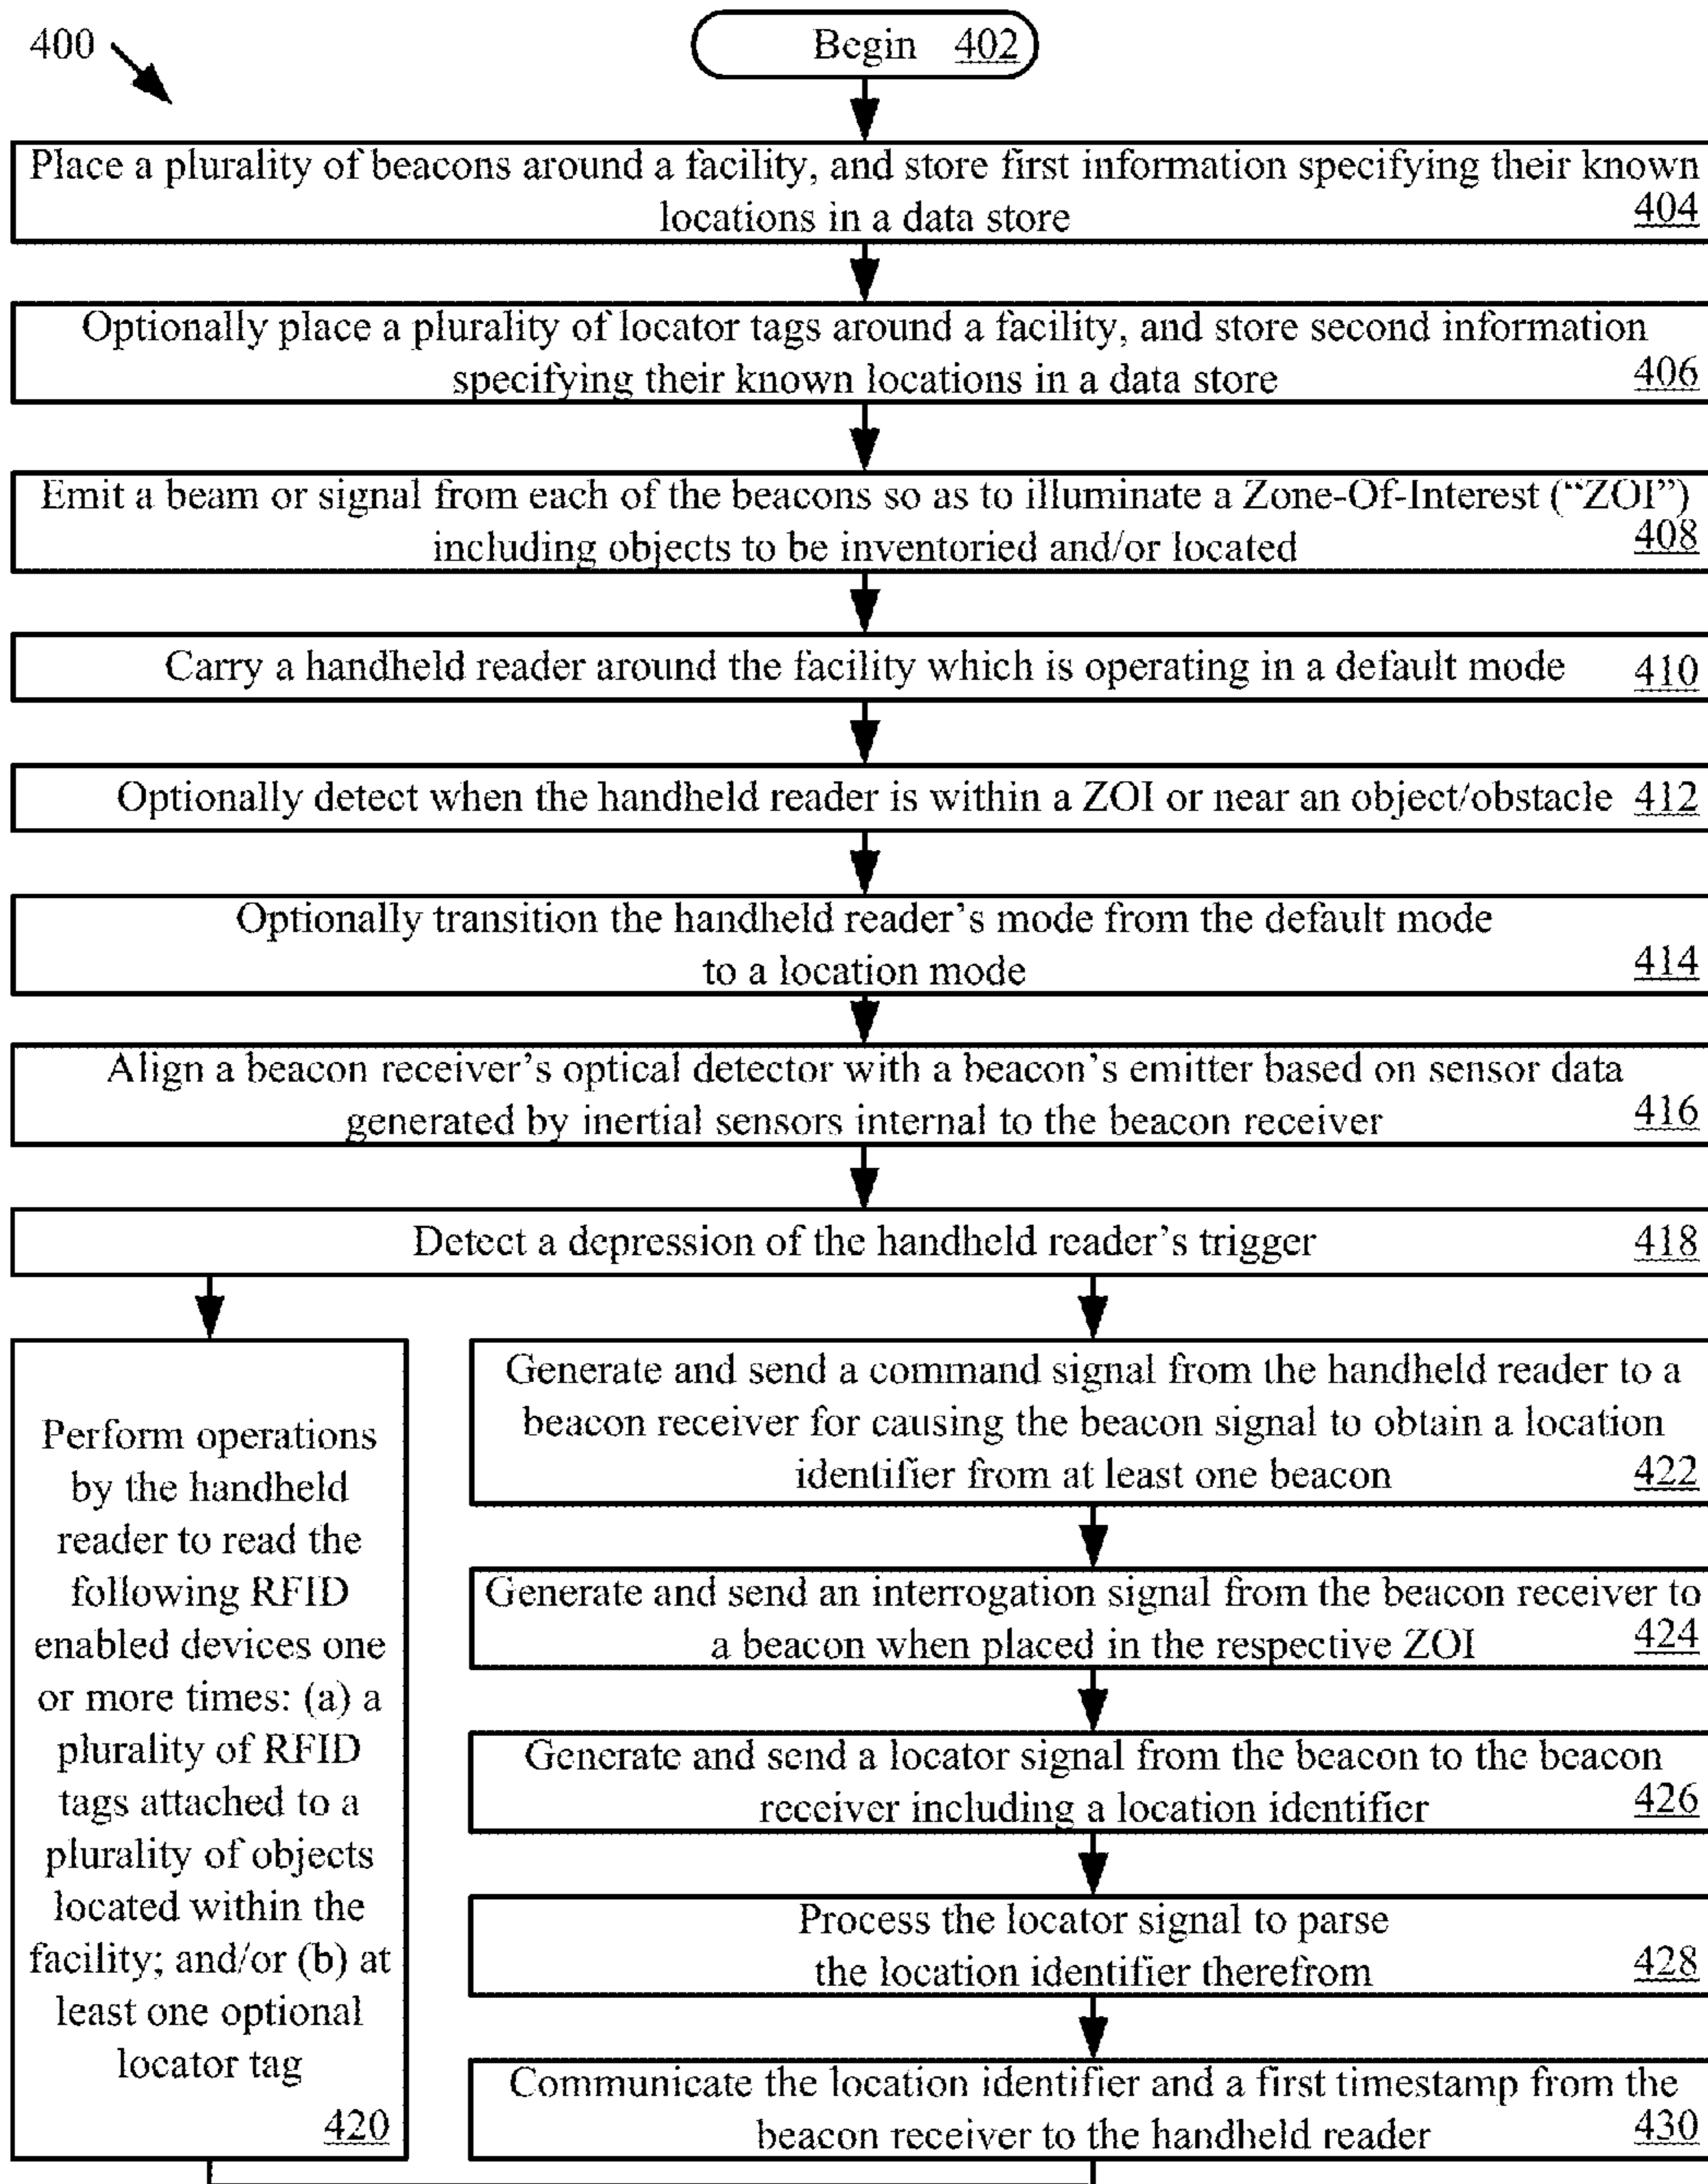 400
Begin 402
Place a plurality of beacons around a facility, and store first information specifying their known
locations in a data store 404
Optionally place a plurality of locator tags around a facility, and store second information
specifying their known locations in a data store 406
Emit a beam or signal from each of the beacons so as to illuminate a Zone-Of-Interest (“ZOI”)
including objects to be inventoried and/or located 408
Carry a handheld reader around the facility which is operating in a default mode 410
Optionally detect when the handheld reader is within a ZOI or near an object/obstacle 412
Optionally transition the handheld reader’s mode from the default mode
to a location mode 414
Align a beacon receiver’s optical detector with a beacon’s emitter based on sensor data
generated by inertial sensors internal to the beacon receiver 416
Detect a depression of the handheld reader’s trigger 418
Perform operations
by the handheld
reader to read the
following RFID
enabled devices one
or more times: (a) a
plurality of RFID
tags attached to a
plurality of objects
located within the
facility; and/or (b) at
least one optional
locator tag
420
Generate and send a command signal from the handheld reader to a
beacon receiver for causing the beacon signal to obtain a location
identifier from at least one beacon 422
Generate and send an interrogation signal from the beacon receiver to
a beacon when placed in the respective ZOI 424
Generate and send a locator signal from the beacon to the beacon
receiver including a location identifier 426
Process the locator signal to parse
the location identifier therefrom 428
Communicate the location identifier and a first timestamp from the
beacon receiver to the handheld reader 430